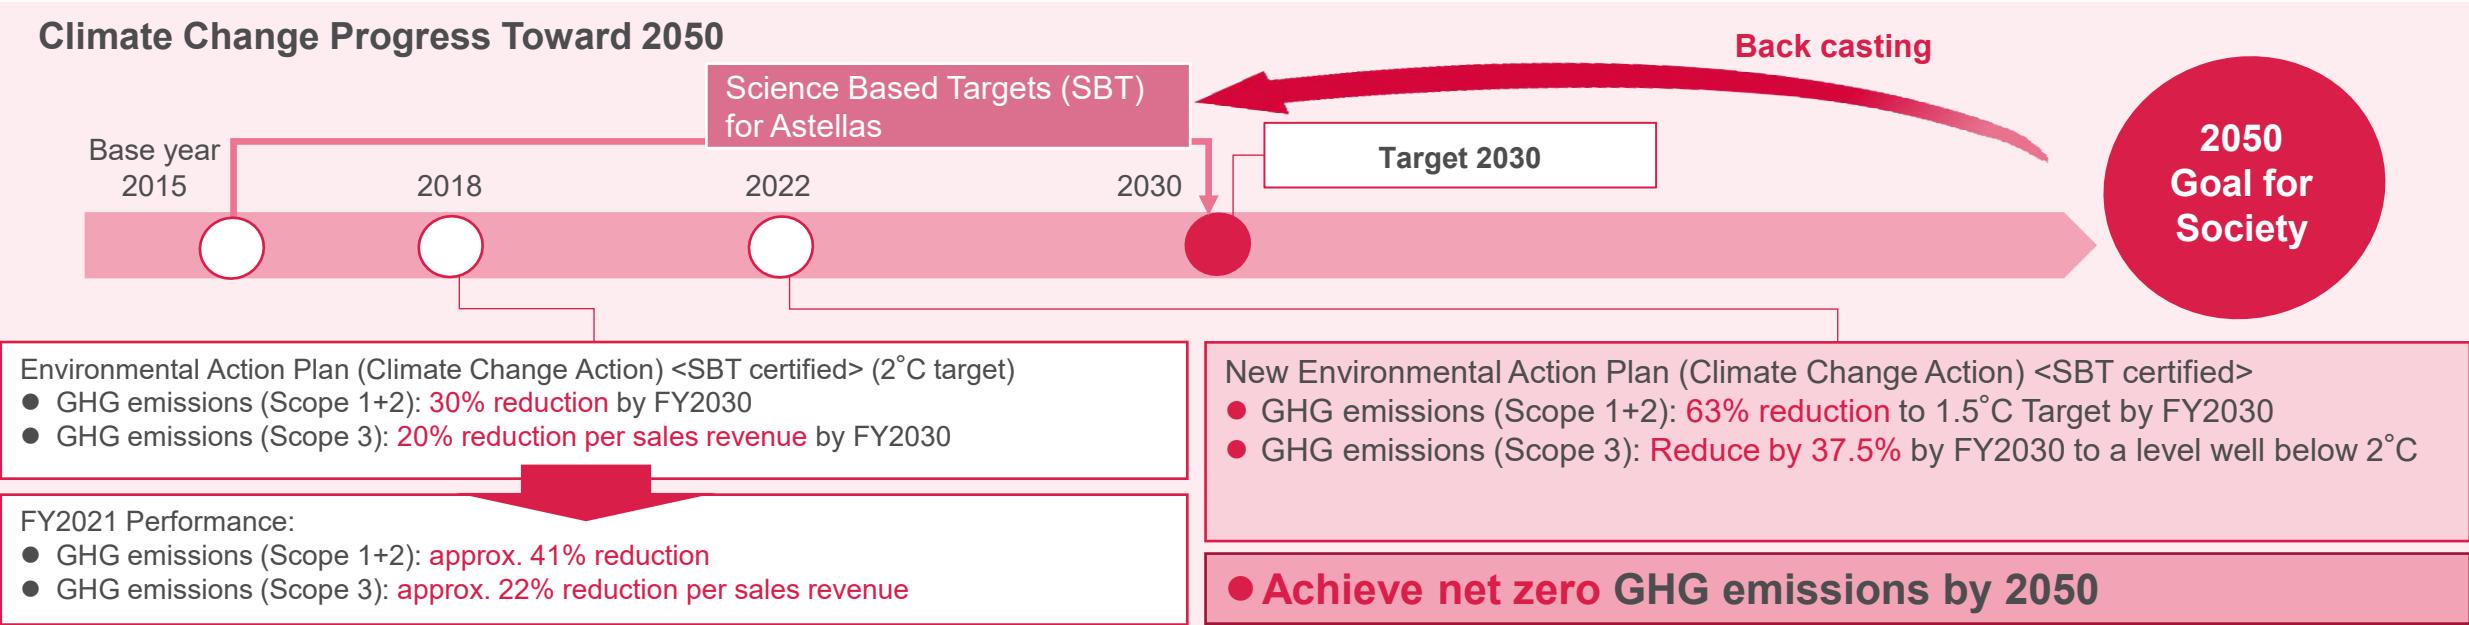 Climate Change Progress Toward 2050
Back casting
Science Based Targets (SBT)
for Astellas
Base year
2015
2018
2022
2030
Target 2030
2050
Goal for
Society
Environmental Action Plan (Climate Change Action) <SBT certified> (2˚C target)
● GHG emissions (Scope 1+2): 30% reduction by FY2030
● GHG emissions (Scope 3): 20% reduction per sales revenue by FY2030
FY2021 Performance:
● GHG emissions (Scope 1+2): approx. 41% reduction
● GHG emissions (Scope 3): approx. 22% reduction per sales revenue
New Environmental Action Plan (Climate Change Action) <SBT certified>
● GHG emissions (Scope 1+2): 63% reduction to 1.5˚C Target by FY2030
● GHG emissions (Scope 3): Reduce by 37.5% by FY2030 to a level well below 2˚C
● Achieve net zero GHG emissions by 2050